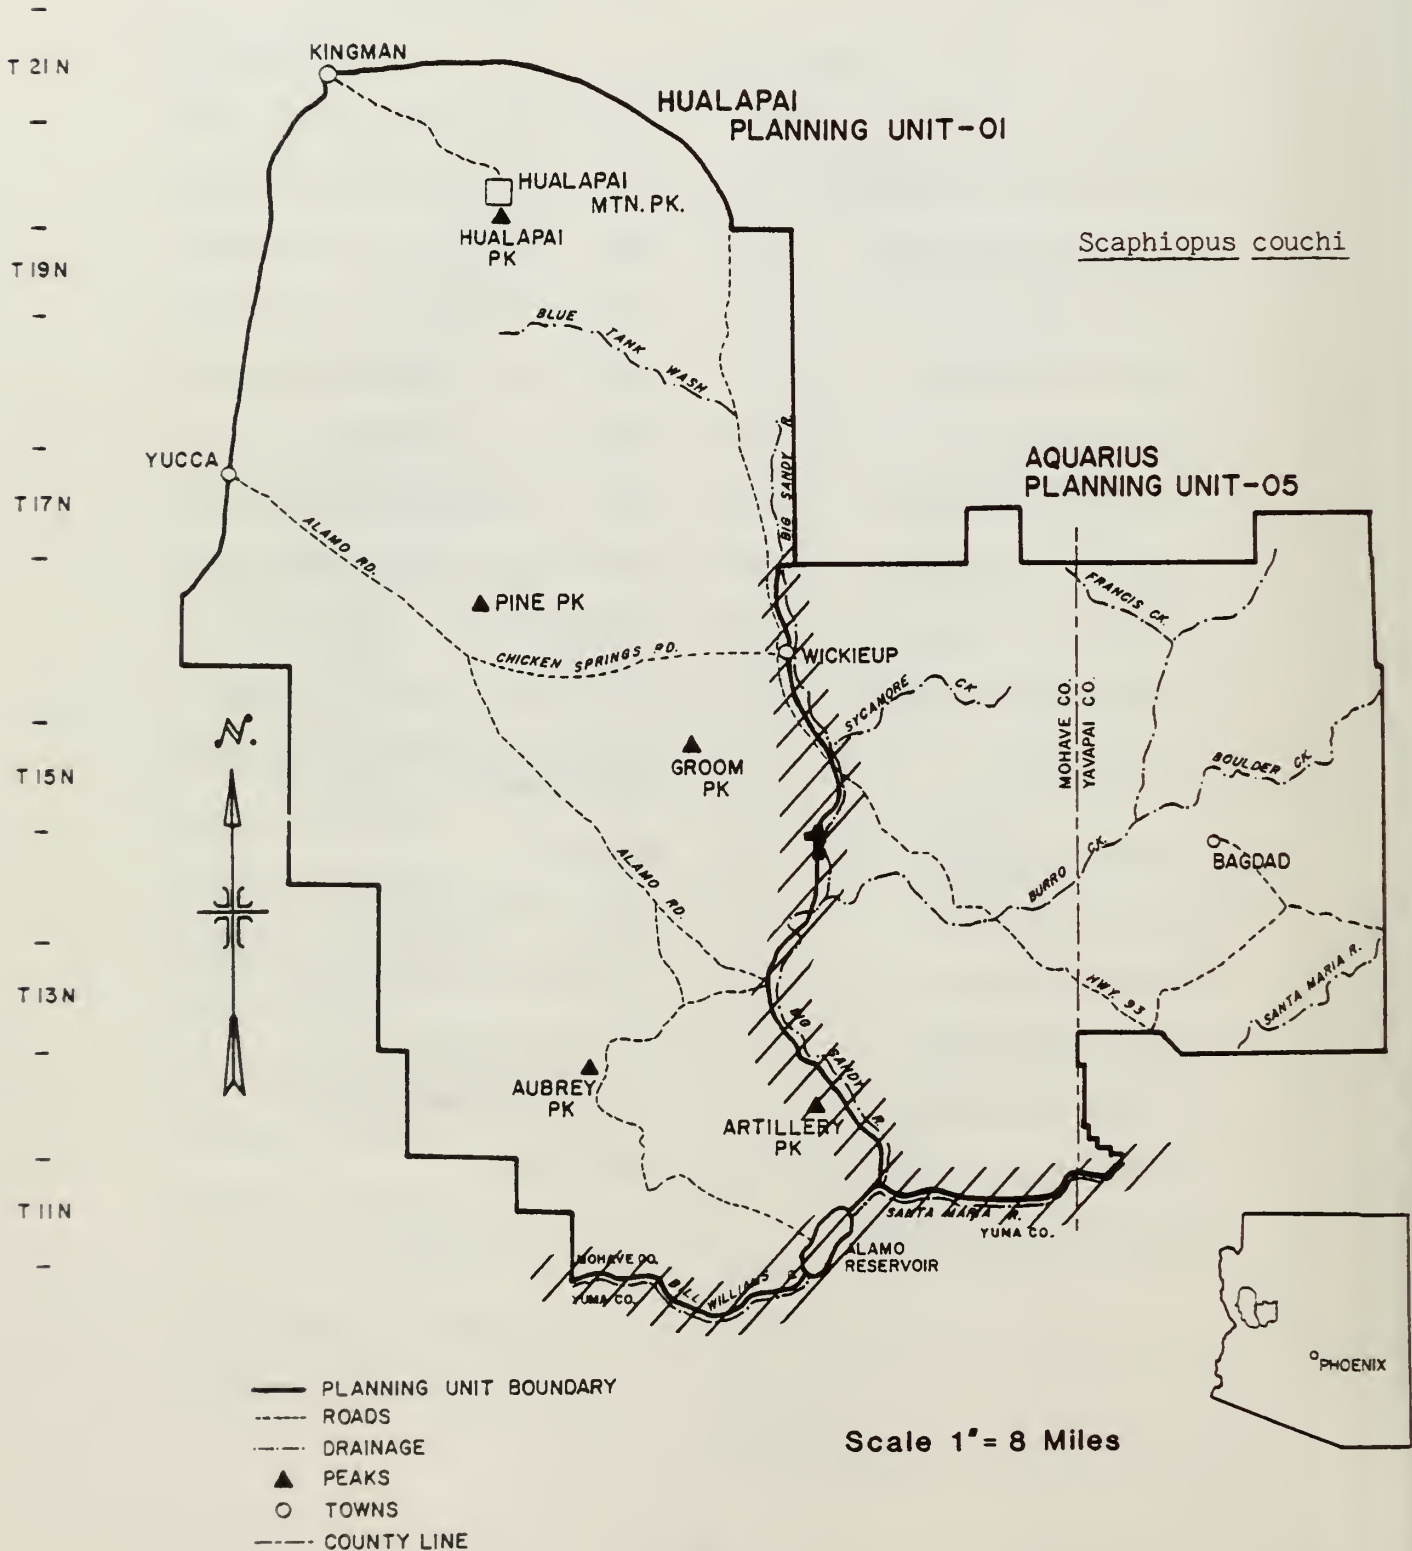 T 21 N
KINGMAN
HUALAPAI
PLANNING UNIT-01
HUALAPAI
MTN. PK.
HUALAPAI
PK
Scaphiopus couchi
T 19 N
BLUE TANK WASH
BIG SANDY R.
YUCCA
AQUARIUS
PLANNING UNIT-05
T 17 N
ALAMO RD.
FRANCIS CK.
PINE PK
CHICKEN SPRINGS RD.
WICKIEUP
SYCAMORE CK
MOHAVE CO.
YAVAPAI CO.
N.
GROOM
PK
BOULDER CK.
T 15 N
BAGDAD
ALAMO RD.
BURRO CK.
SANTA MARIA R.
T 13 N
HWY. 93
BIG SANDY R.
AUBREY
PK
ARTILLERY
PK
T 11 N
SANTA MARIA R.
YUMA CO.
ALAMO
RESERVOIR
MOHAVE CO.
YUMA CO.
BILL WILLIAMS
PHOENIX
PLANNING UNIT BOUNDARY
ROADS
DRAINAGE
PEAKS
TOWNS
COUNTY LINE
Scale 1" = 8 Miles